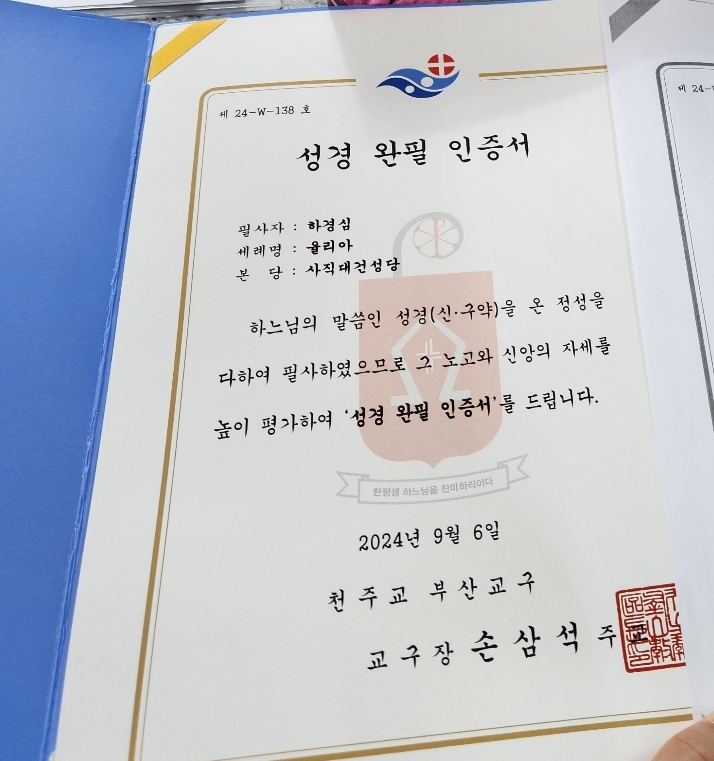 제 24-W-138 호
성경 완필 인증서
필사자 : 하경심
세례명 : 율리아
본 당 : 사직대건성당
하느님의 말씀인 성경(신·구약)을 온 정성을
다하여 필사하였으므로 그 노고와 신앙의 자세를
높이 평가하여 '성경 완필 인증서'를 드립니다.
한평생 하느님을 찬미하리이다
2024년 9월 6일
천주교 부산교구
교구장 손삼석 주교
제 24-